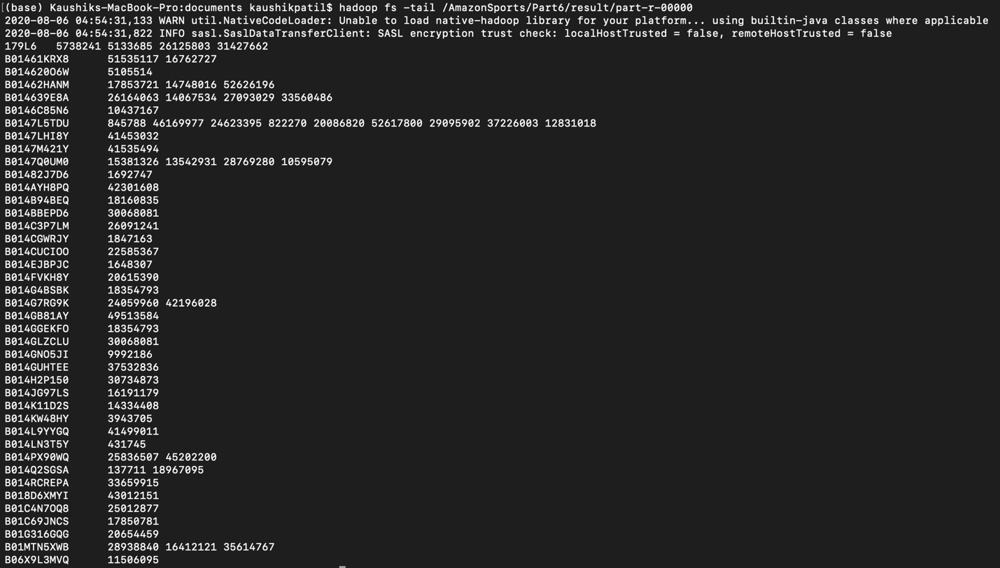 [(base) Kaushiks-MacBook-Pro:documents kaushikpatil$ hadoop fs -tail /AmazonSports/Part6/result/part-r-00000
2020-08-06 04:54:31,133 WARN util.NativeCodeLoader: Unable to load native-hadoop library for your platform... using builtin-java classes where applicable
2020-08-06 04:54:31,822 INFO sasl.SaslDataTransferClient: SASL encryption trust check: localHostTrusted = false, remoteHostTrusted = false
179L6 5738241 5133685 26125803 31427662
B01461KRX8 51535117 16762727
B014620O6W 5105514
B01462HANM 17853721 14748016 52626196
B014639E8A 26164063 14067534 27093029 33560486
B0146C85N6 10437167
B0147L5TDU 845788 46169977 24623395 822270 20086820 52617800 29095902 37226003 12831018
B0147LHI8Y 41453032
B0147M421Y 41535494
B0147Q0UM0 15381326 13542931 28769280 10595079
B01482J7D6 1692747
B014AYH8PQ 42301608
B014B94BEQ 18160835
B014BBEPD6 30068081
B014C3P7LM 26091241
B014CGWRJY 1847163
B014CUCIOO 22585367
B014EJBPJC 1648307
B014FVKH8Y 20615390
B014G4BSBK 18354793
B014G7RG9K 24059960 42196028
B014GB81AY 49513584
B014GGEKFO 18354793
B014GLZCLU 30068081
B014GNO5JI 9992186
B014GUHTEE 37532836
B014H2P150 30734873
B014JG97LS 16191179
B014K11D2S 14334408
B014KW48HY 3943705
B014L9YYGQ 41499011
B014LN3T5Y 431745
B014PX90WQ 25836507 45202200
B014Q2SGSA 137711 18967095
B014RCREPA 33659915
B018D6XMYI 43012151
B01C4N7OQ8 25012877
B01C69JNCS 17850781
B01G316GQG 20654459
B01MTN5XWB 28938840 16412121 35614767
B06X9L3MVQ 11506095